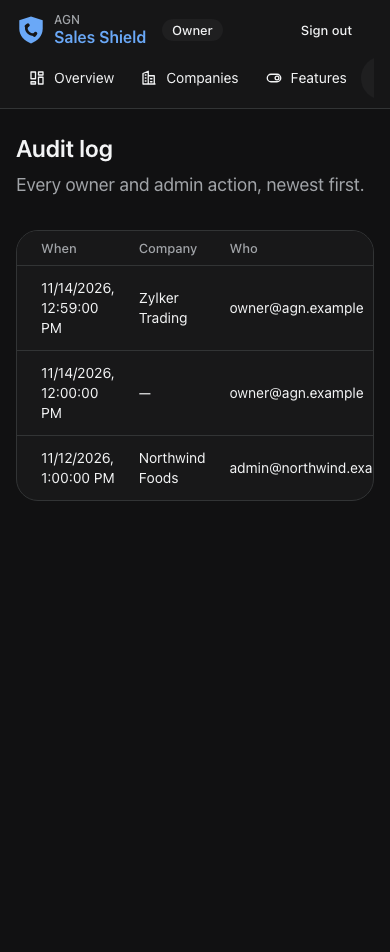 AGN
Sales Shield
Owner
Sign out
Overview
Companies
Features
Audit log
Every owner and admin action, newest first.
When
Company
Who
11/14/2026,
12:59:00
PM
Zylker
Trading
owner@agn.example
11/14/2026,
12:00:00
PM
—
owner@agn.example
11/12/2026,
1:00:00 PM
Northwind
Foods
admin@northwind.exa